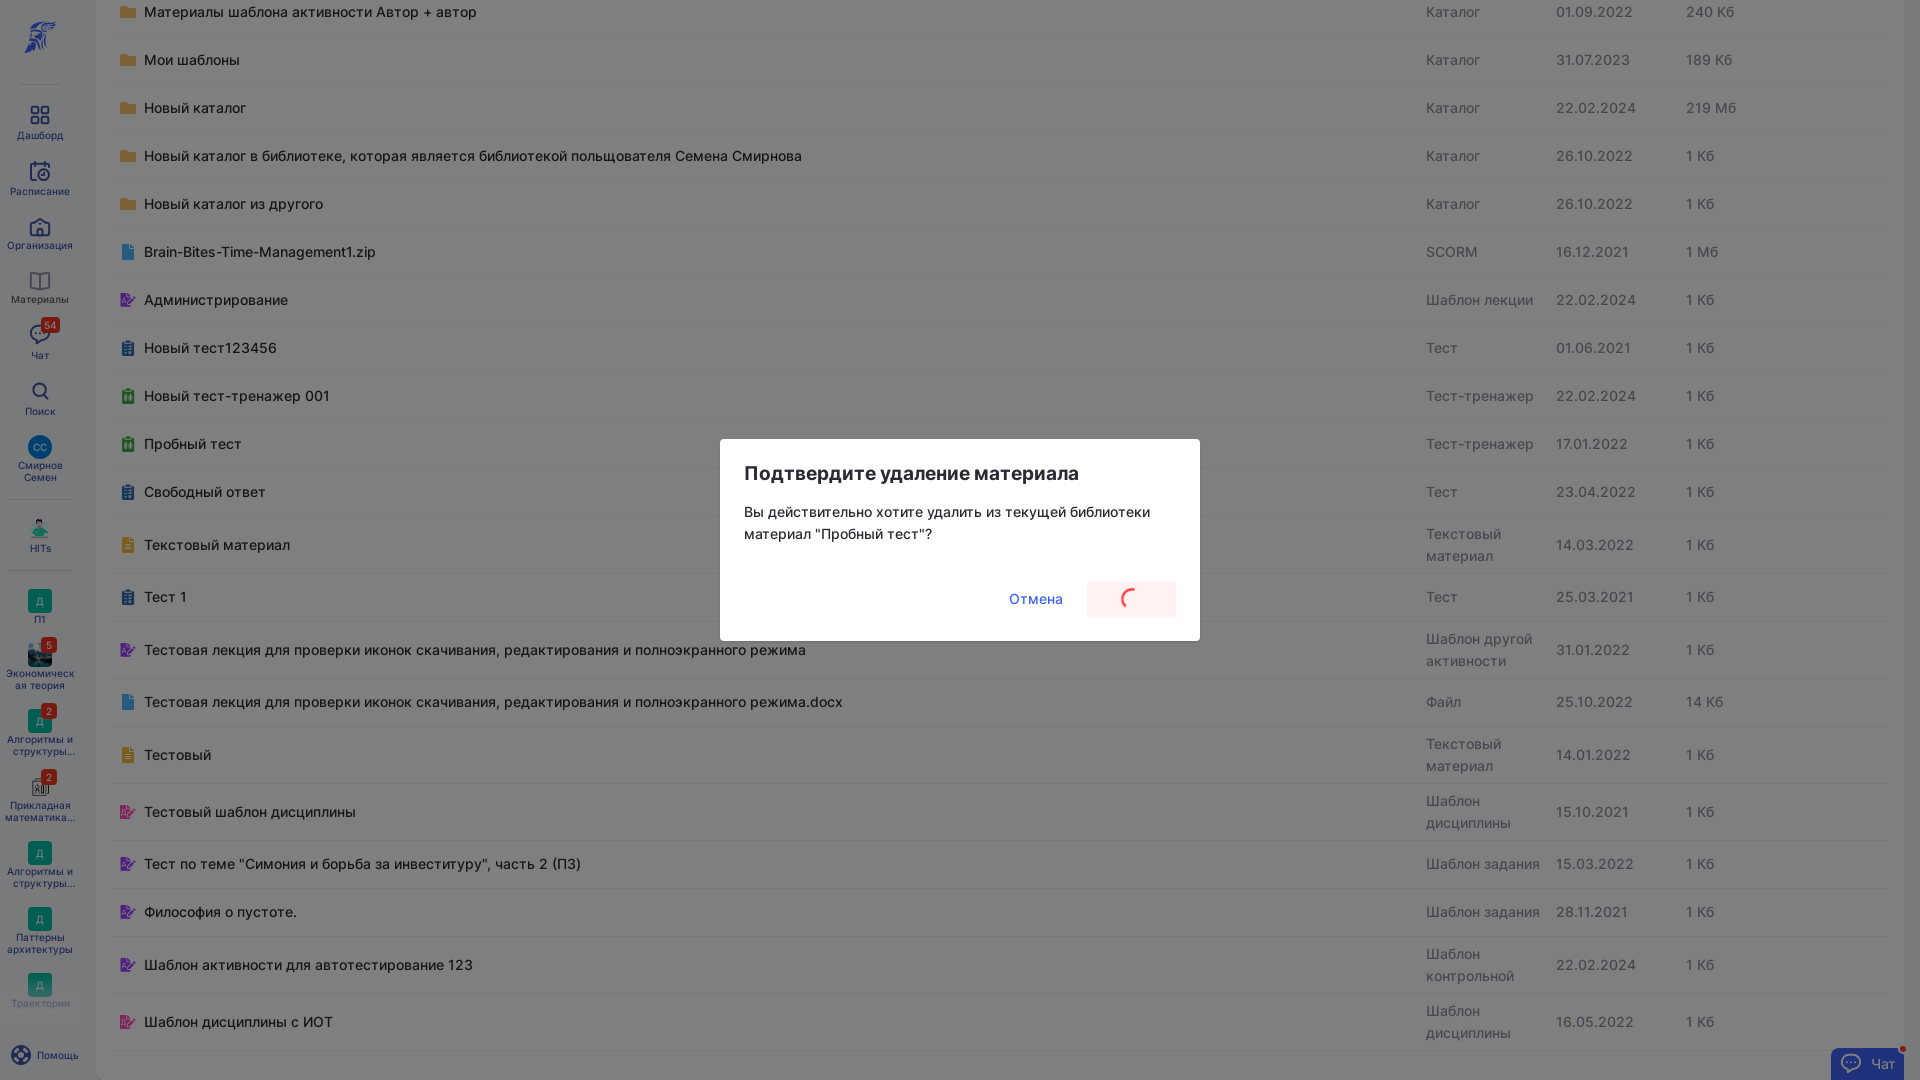 Материалы шаблона активности Автор + автор Каталог 01.09.2022 240 Кб
Мои шаблоны Каталог 31.07.2023 189 Кб
Новый каталог Каталог 22.02.2024 219 Мб
Новый каталог в библиотеке, которая является библиотекой польщователя Семена Смирнова Каталог 26.10.2022 1 Кб
Новый каталог из другого Каталог 26.10.2022 1 Кб
Brain-Bites-Time-Management1.zip SCORM 16.12.2021 1 Мб
Администрирование Шаблон лекции 22.02.2024 1 Кб
Новый тест123456 Тест 01.06.2021 1 Кб
Новый тест-тренажер 001 Тест-тренажер 22.02.2024 1 Кб
Пробный тест Тест-тренажер 17.01.2022 1 Кб
Свободный ответ Тест 23.04.2022 1 Кб
Текстовый материал Текстовый
материал 14.03.2022 1 Кб
Тест 1 Тест 25.03.2021 1 Кб
Тестовая лекция для проверки иконок скачивания, редактирования и полноэкранного режима Шаблон другой
активности 31.01.2022 1 Кб
Тестовая лекция для проверки иконок скачивания, редактирования и полноэкранного режима.docx Файл 25.10.2022 14 Кб
Тестовый Текстовый
материал 14.01.2022 1 Кб
Тестовый шаблон дисциплины Шаблон
дисциплины 15.10.2021 1 Кб
Тест по теме "Симония и борьба за инвеституру", часть 2 (ПЗ) Шаблон задания 15.03.2022 1 Кб
Философия о пустоте. Шаблон задания 28.11.2021 1 Кб
Шаблон активности для автотестирование 123 Шаблон
контрольной 22.02.2024 1 Кб
Шаблон дисциплины с ИОТ Шаблон
дисциплины 16.05.2022 1 Кб
Подтвердите удаление материала
Вы действительно хотите удалить из текущей библиотеки
материал "Пробный тест"?
Отмена
Дашборд
Расписание
Организация
Материалы
54
Чат
Поиск
СС
Смирнов
Семен
HITs
Д
П1
5
Экономическ
ая теория
2
Д
Алгоритмы и
структуры...
2
Прикладная
математика...
Д
Алгоритмы и
структуры...
Д
Паттерны
архитектуры
Д
Траектории
Помощь
Чат